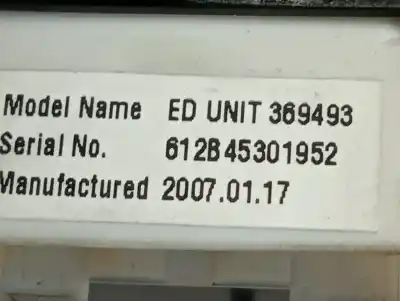 Model Name ED UNIT 369493
Serial No. 612B45301952
Manufactured 2007.01.17